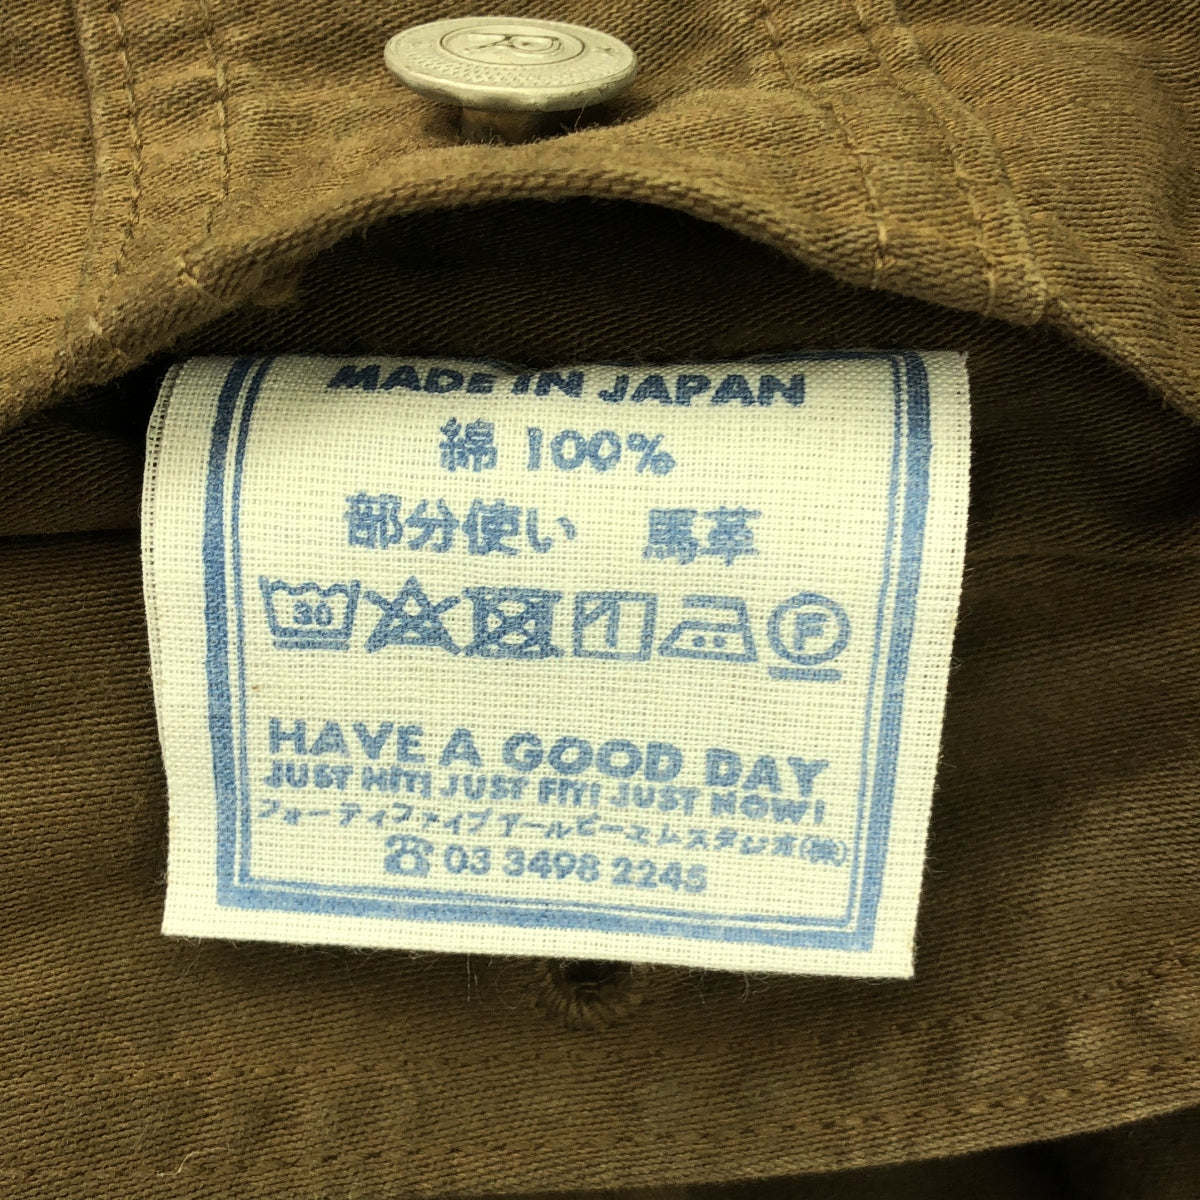 MADE IN JAPAN
綿 100%
部分使い 馬革
30 F
HAVE A GOOD DAY
JUST HIT! JUST FIT! JUST NOW!
フォーティファイブアールピーエムスタジオ(株)
☎ 03 3498 2245
R